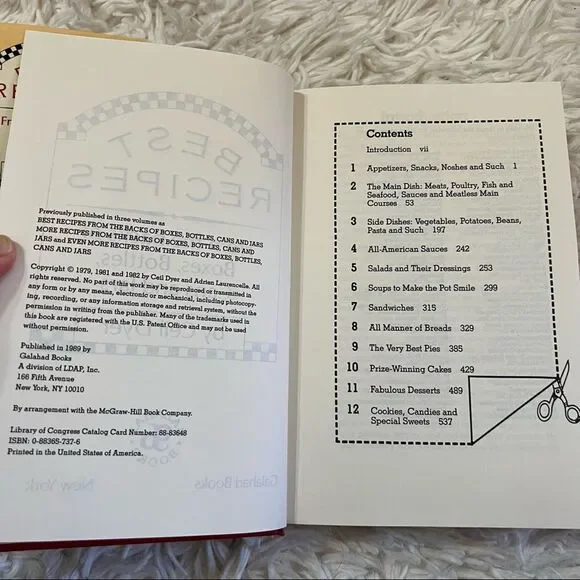 Previously published in three volumes as
BEST RECIPES FROM THE BACKS OF BOXES, BOTTLES, CANS AND JARS
MORE RECIPES FROM THE BACKS OF BOXES, BOTTLES, CANS AND
JARS and EVEN MORE RECIPES FROM THE BACKS OF BOXES, BOTTLES,
CANS AND JARS
Copyright © 1979, 1981 and 1982 by Ceil Dyer and Adrien Laurencelle. All
rights reserved. No part of this work may be reproduced or transmitted in
any form or by any means, electronic or mechanical, including photocopy-
ing, recording, or any information storage and retrieval system, without the
permission in writing from the publisher. Many of the trademarks used in
this book are registered with the U.S. Patent Office and may not be used
without permission.
Published in 1989 by
Galahad Books
A division of LDAP, Inc.
166 Fifth Avenue
New York, NY 10010
By arrangement with the McGraw-Hill Book Company.
Library of Congress Catalog Card Number: 88-83648
ISBN: 0-88365-737-6
Printed in the United States of America.
BEST
RECIPES
Boxes, Bottles,
by Ceil Dyer
Galahad Books
New York
Contents
Introduction vii
1 Appetizers, Snacks, Noshes and Such 1
2 The Main Dish: Meats, Poultry, Fish and
Seafood, Sauces and Meatless Main
Courses 53
3 Side Dishes: Vegetables, Potatoes, Beans,
Pasta and Such 197
4 All-American Sauces 242
5 Salads and Their Dressings 253
6 Soups to Make the Pot Smile 299
7 Sandwiches 315
8 All Manner of Breads 329
9 The Very Best Pies 385
10 Prize-Winning Cakes 429
11 Fabulous Desserts 489
12 Cookies, Candies and
Special Sweets 537